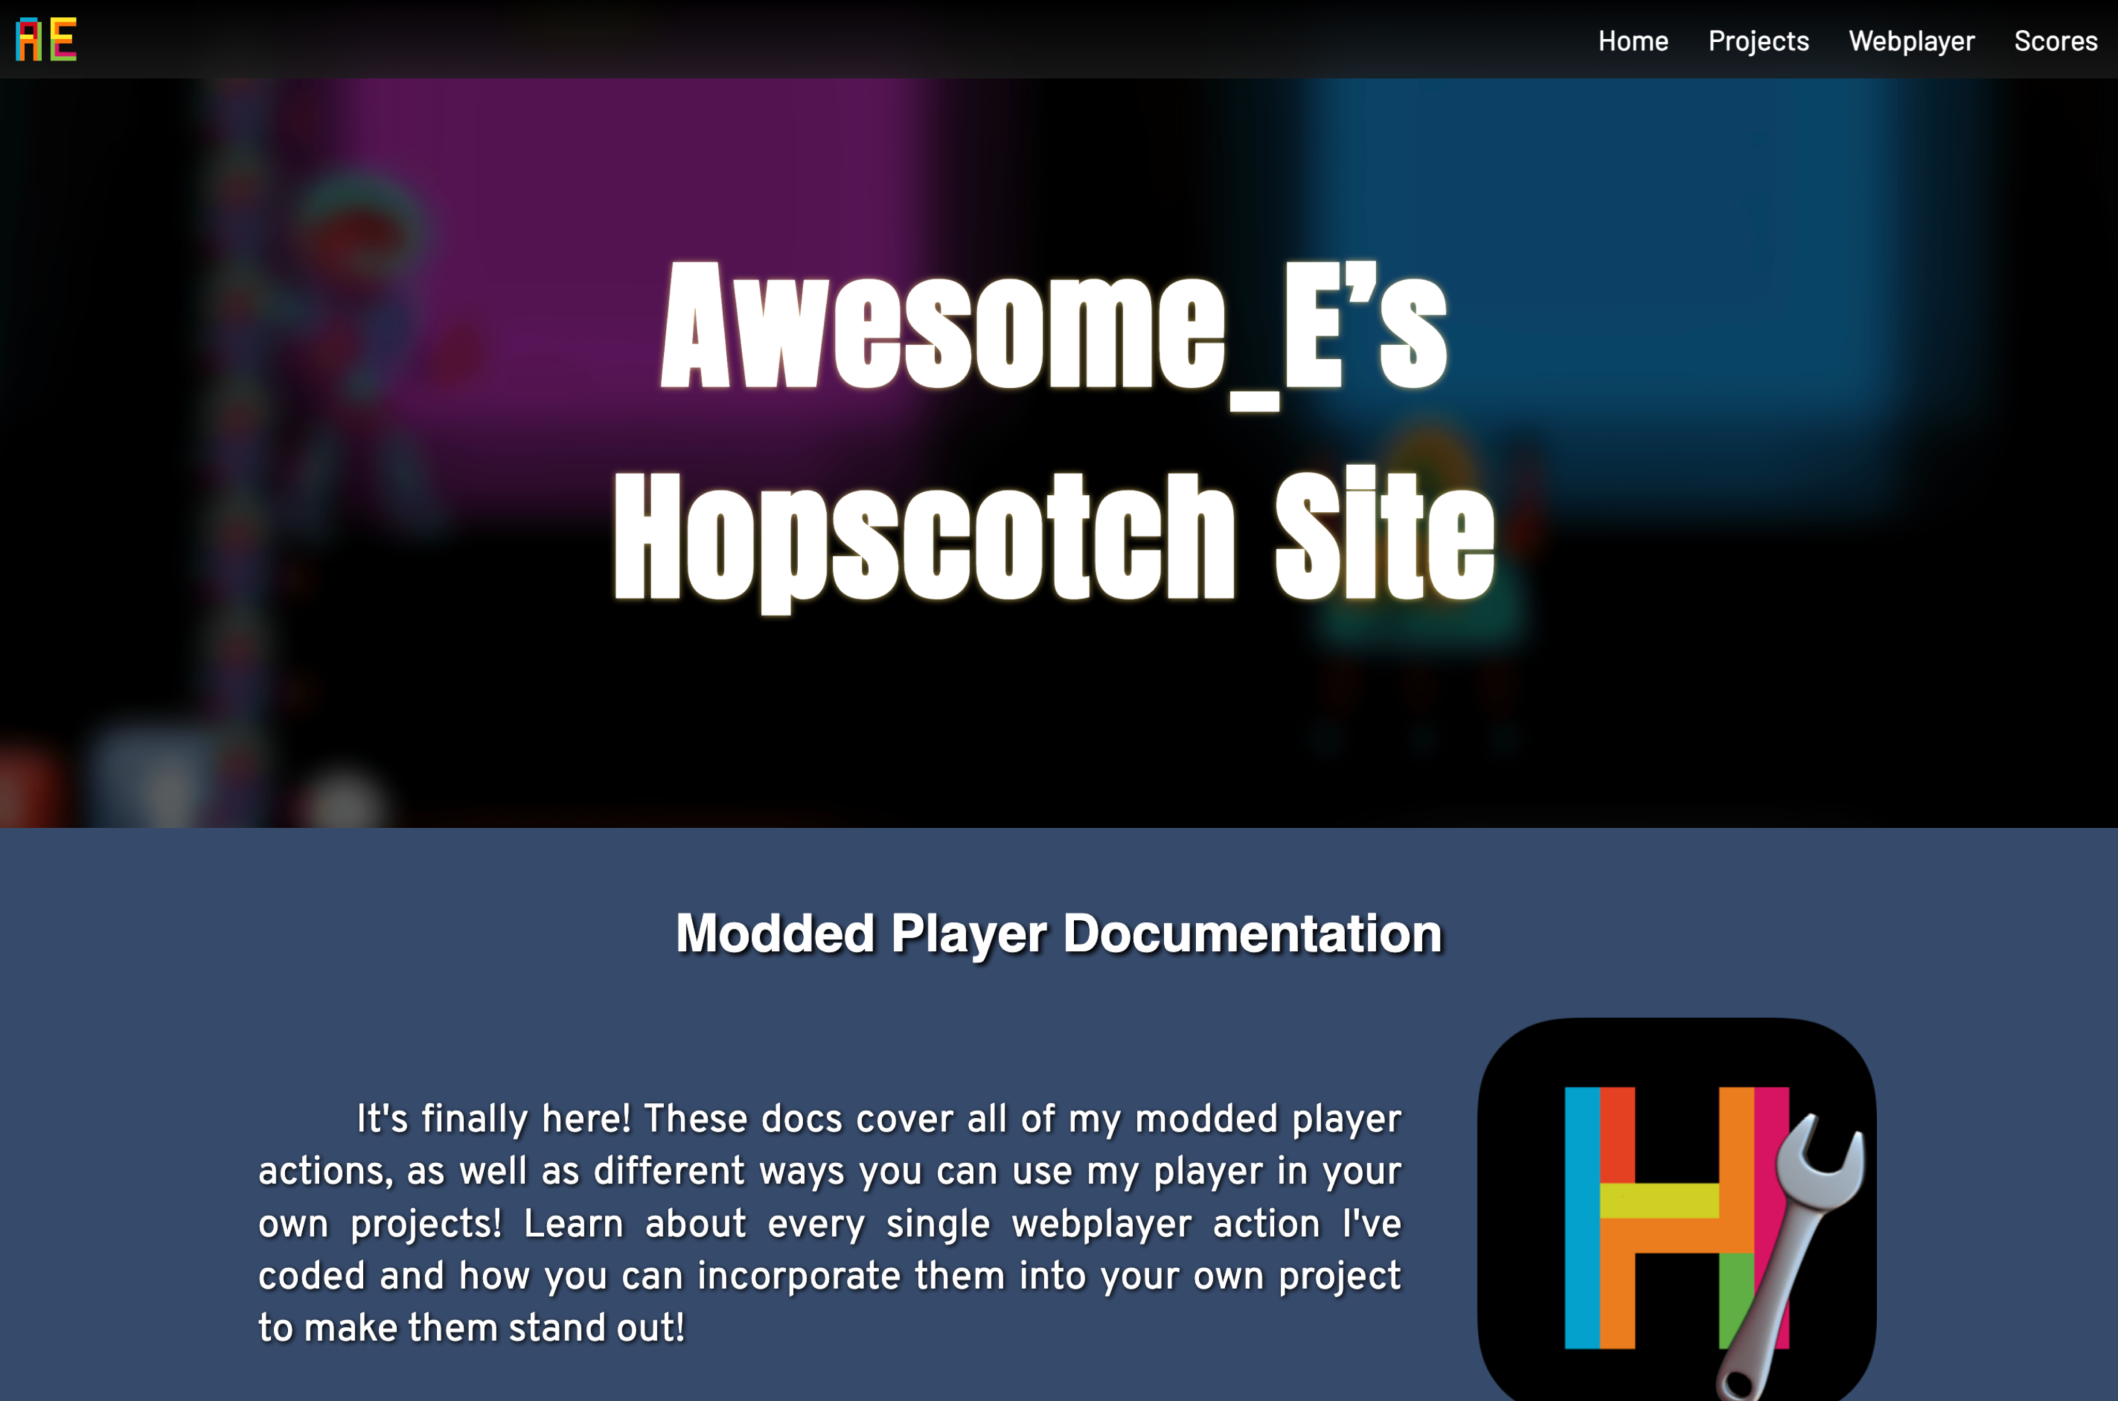 AE
Home Projects Webplayer Scores
Awesome_E’s
Hopscotch Site
Modded Player Documentation
It's finally here! These docs cover all of my modded player
actions, as well as different ways you can use my player in your
own projects! Learn about every single webplayer action I've
coded and how you can incorporate them into your own project
to make them stand out!
H